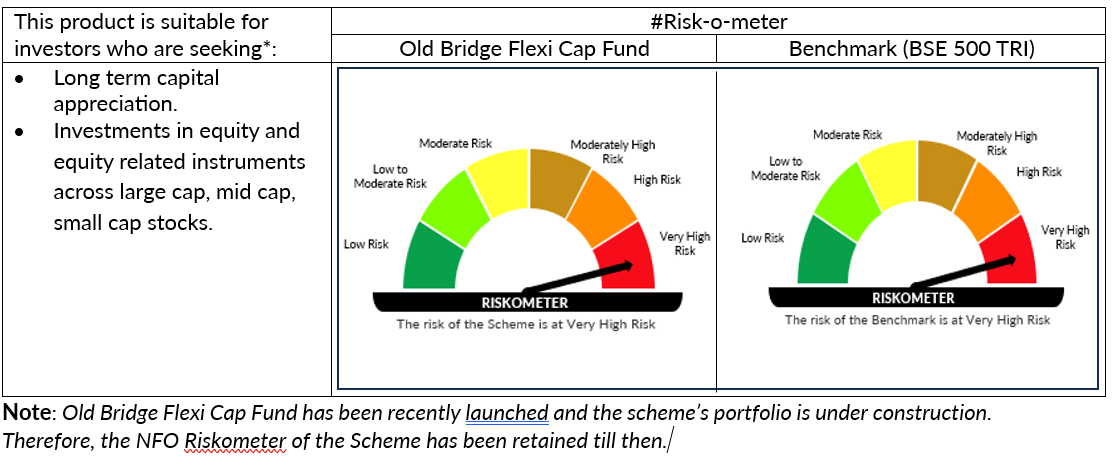 This product is suitable for
investors who are seeking*:
#Risk-o-meter
Old Bridge Flexi Cap Fund
Benchmark (BSE 500 TRI)
• Long term capital
appreciation.
• Investments in equity and
equity related instruments
across large cap, mid cap,
small cap stocks.
Moderate Risk
Moderately High
Risk
Low to
Moderate Risk
High Risk
Low Risk
Very High
Risk
RISKOMETER
The risk of the Scheme is at Very High Risk
Moderate Risk
Moderately High
Risk
Low to
Moderate Risk
High Risk
Low Risk
Very High
Risk
RISKOMETER
The risk of the Benchmark is at Very High Risk
Note: Old Bridge Flexi Cap Fund has been recently launched and the scheme's portfolio is under construction.
Therefore, the NFO Riskometer of the Scheme has been retained till then.